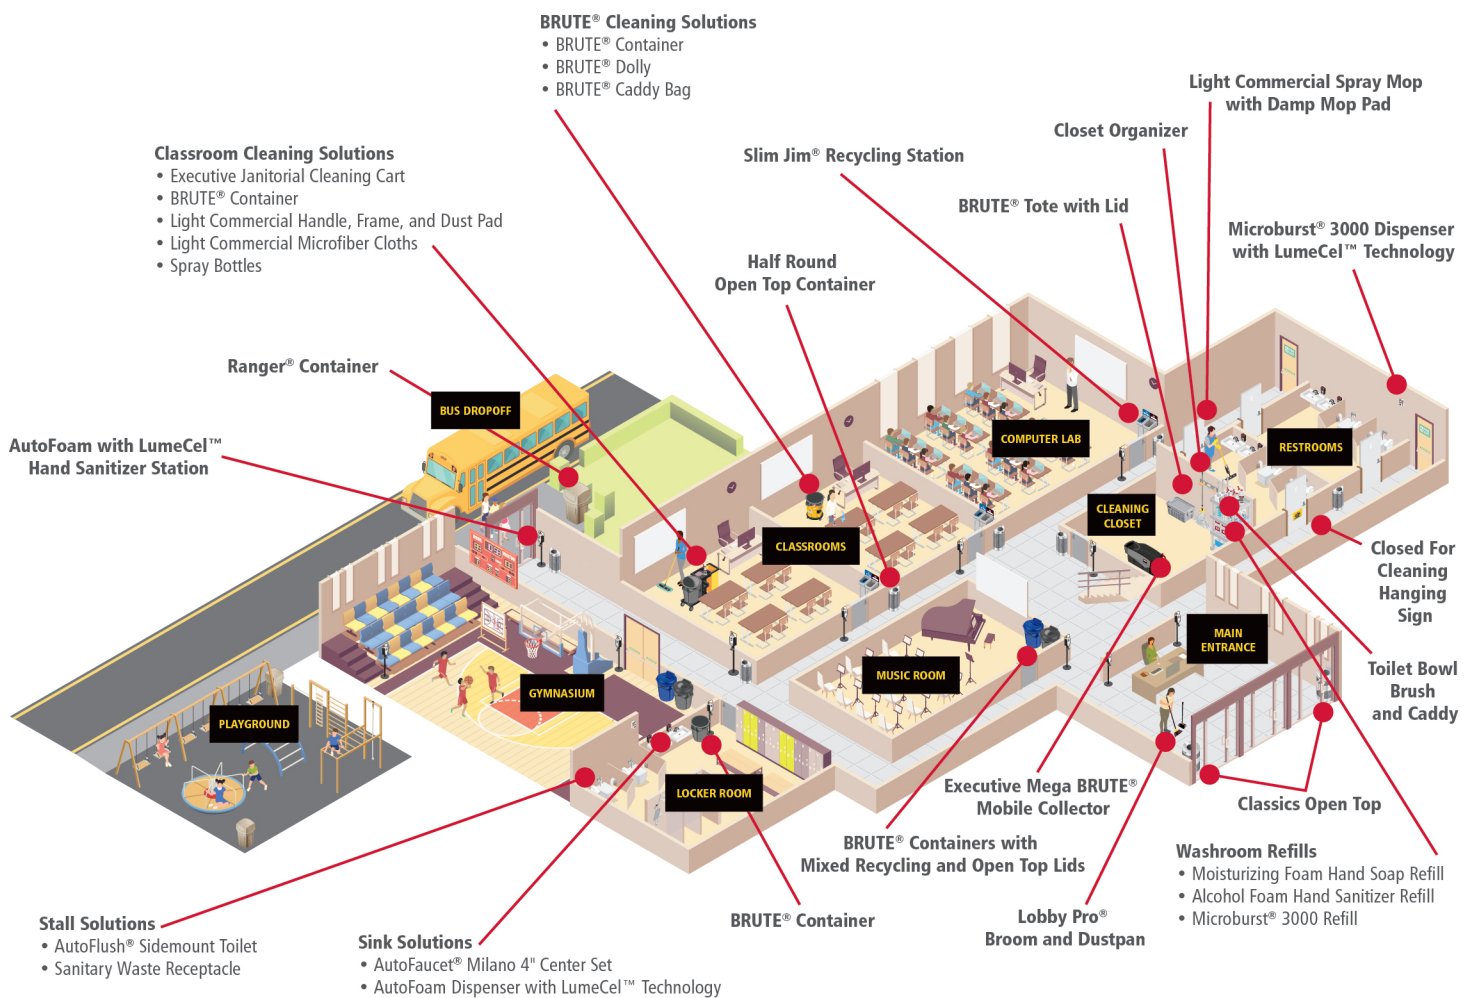 BRUTE® Cleaning Solutions
• BRUTE® Container
• BRUTE® Dolly
• BRUTE® Caddy Bag
Light Commercial Spray Mop
with Damp Mop Pad
Closet Organizer
Classroom Cleaning Solutions
• Executive Janitorial Cleaning Cart
• BRUTE® Container
• Light Commercial Handle, Frame, and Dust Pad
• Light Commercial Microfiber Cloths
• Spray Bottles
Slim Jim® Recycling Station
BRUTE® Tote with Lid
Microburst® 3000 Dispenser
with LumeCel™ Technology
Half Round
Open Top Container
Ranger® Container
BUS DROPOFF
AutoFoam with LumeCel™
Hand Sanitizer Station
COMPUTER LAB
RESTROOMS
CLEANING
CLOSET
CLASSROOMS
Closed For
Cleaning
Hanging
Sign
MAIN
ENTRANCE
MUSIC ROOM
GYMNASIUM
PLAYGROUND
Toilet Bowl
Brush
and Caddy
LOCKER ROOM
Executive Mega BRUTE®
Mobile Collector
Classics Open Top
BRUTE® Containers with
Mixed Recycling and Open Top Lids
Washroom Refills
• Moisturizing Foam Hand Soap Refill
• Alcohol Foam Hand Sanitizer Refill
• Microburst® 3000 Refill
BRUTE® Container
Lobby Pro®
Broom and Dustpan
Stall Solutions
• AutoFlush® Sidemount Toilet
• Sanitary Waste Receptacle
Sink Solutions
• AutoFaucet® Milano 4" Center Set
• AutoFoam Dispenser with LumeCel™ Technology